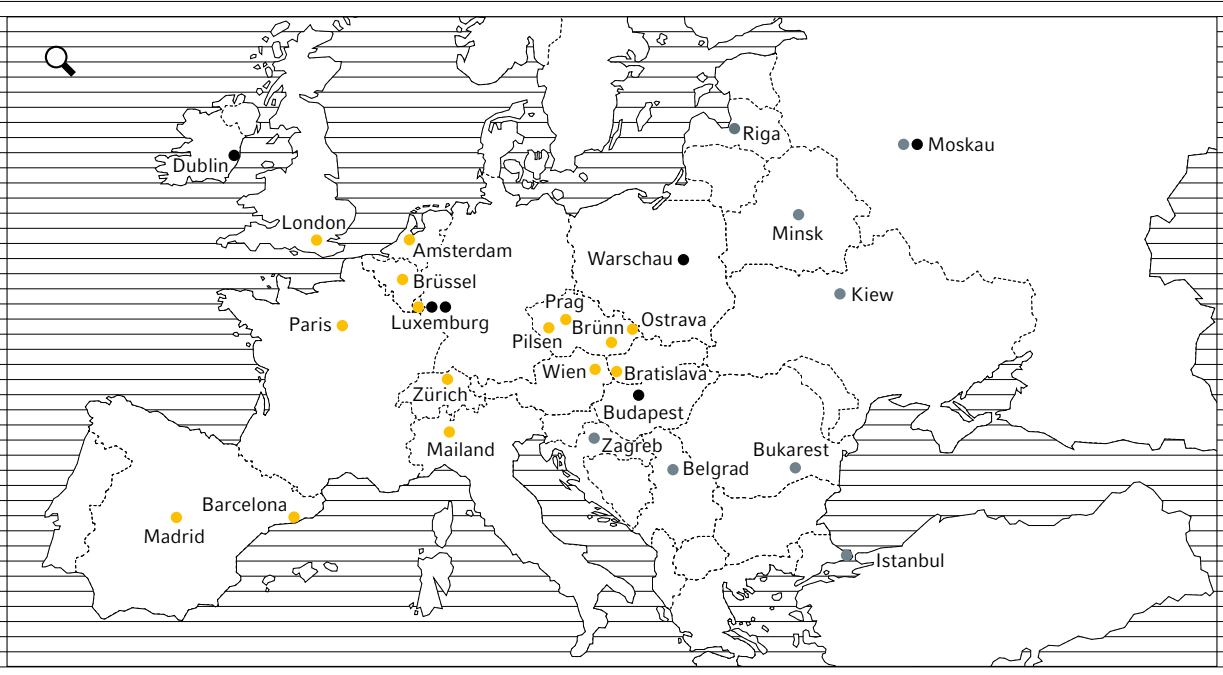 Riga
Moskau
Dublin
London
Minsk
Amsterdam
Warschau
Brüssel
Kiew
Prag
Luxemburg
Ostrava
Paris
Brünn
Pilsen
Wien
Bratislava
Zürich
Budapest
Zagreb
Mailand
Bukarest
Belgrad
Barcelona
Madrid
Istanbul